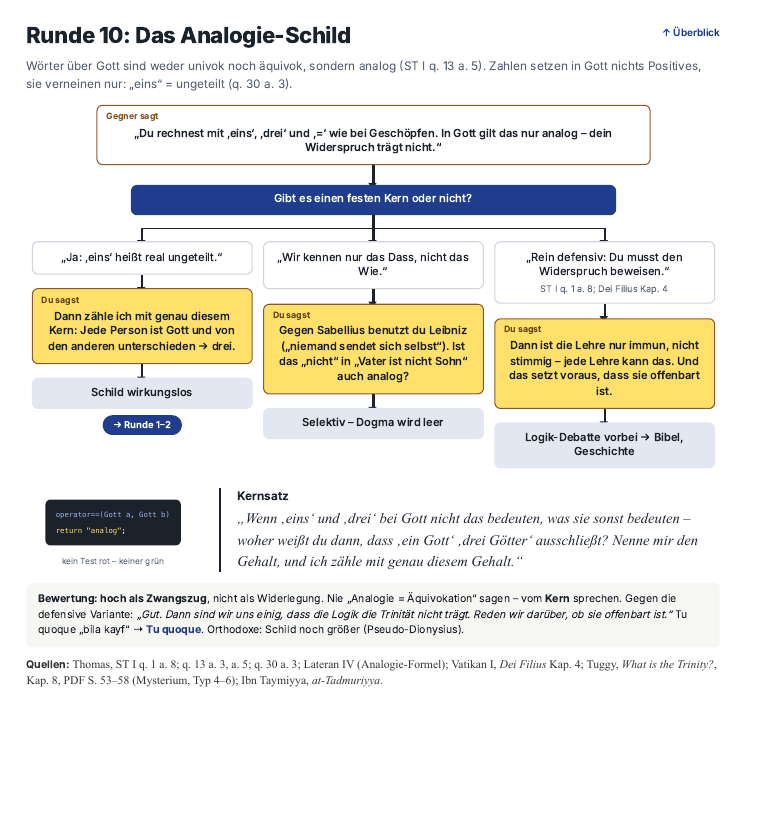 Runde 10: Das Analogie-Schild
↑ Überblick
Wörter über Gott sind weder univok noch äquivok, sondern analog (ST I q. 13 a. 5). Zahlen setzen in Gott nichts Positives,
sie verneinen nur: „eins“ = ungeteilt (q. 30 a. 3).
Gegner sagt
„Du rechnest mit ‚eins‘, ‚drei‘ und ‚=‘ wie bei Geschöpfen. In Gott gilt das nur analog – dein
Widerspruch trägt nicht.“
Gibt es einen festen Kern oder nicht?
„Ja: ‚eins‘ heißt real ungeteilt.“
Du sagst
Dann zähle ich mit genau diesem
Kern: Jede Person ist Gott und von
den anderen unterschieden → drei.
Schild wirkungslos
→ Runde 1–2
„Wir kennen nur das Dass, nicht das
Wie.“
Du sagst
Gegen Sabellius benutzt du Leibniz
(„niemand sendet sich selbst“). Ist
das „nicht“ in „Vater ist nicht Sohn“
auch analog?
Selektiv – Dogma wird leer
„Rein defensiv: Du musst den
Widerspruch beweisen.“
ST I q. 1 a. 8; Dei Filius Kap. 4
Du sagst
Dann ist die Lehre nur immun, nicht
stimmig – jede Lehre kann das. Und
das setzt voraus, dass sie offenbart
ist.
Logik-Debatte vorbei → Bibel,
Geschichte
operator==(Gott a, Gott b)
return "analog";
kein Test rot – keiner grün
Kernsatz
„Wenn ‚eins‘ und ‚drei‘ bei Gott nicht das bedeuten, was sie sonst bedeuten –
woher weißt du dann, dass ‚ein Gott‘ ‚drei Götter‘ ausschließt? Nenne mir den
Gehalt, und ich zähle mit genau diesem Gehalt.“
Bewertung: hoch als Zwangszug, nicht als Widerlegung. Nie „Analogie = Äquivokation“ sagen – vom Kern sprechen. Gegen die
defensive Variante: „Gut. Dann sind wir uns einig, dass die Logik die Trinität nicht trägt. Reden wir darüber, ob sie offenbart ist.“ Tu
quoque „bila kayf“ → Tu quoque. Orthodoxe: Schild noch größer (Pseudo-Dionysius).
Quellen: Thomas, ST I q. 1 a. 8; q. 13 a. 3, a. 5; q. 30 a. 3; Lateran IV (Analogie-Formel); Vatikan I, Dei Filius Kap. 4; Tuggy, What is the Trinity?,
Kap. 8, PDF S. 53–58 (Mysterium, Typ 4–6); Ibn Taymiyya, at-Tadmuriyya.